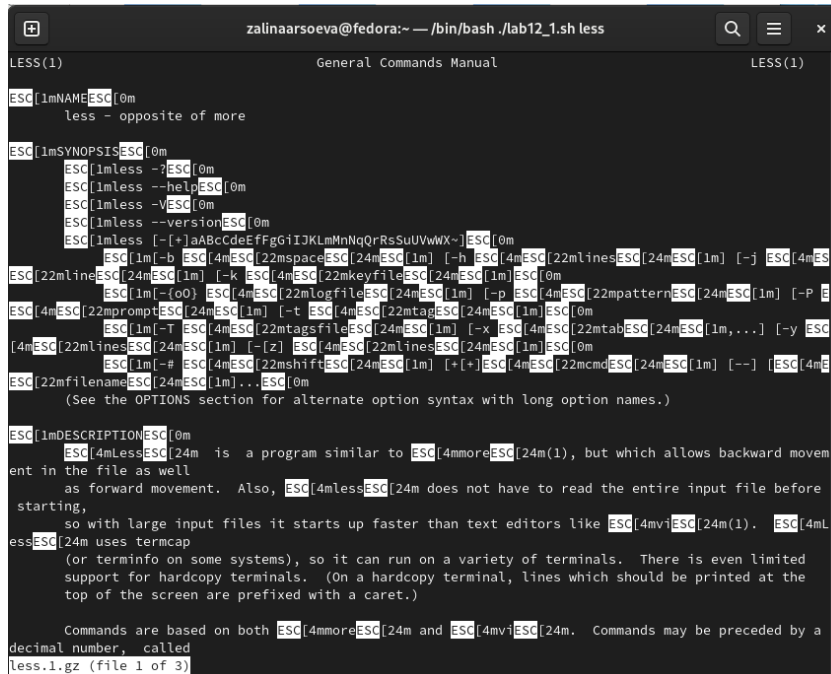 zalinaarsoeva@fedora:~ — /bin/bash ./lab12_1.sh less
LESS(1) General Commands Manual LESS(1)
ESC[1mNAMEESC[0m
less - opposite of more
ESC[1mSYNOPSISESC[0m
ESC[1mless -?ESC[0m
ESC[1mless --helpESC[0m
ESC[1mless -VESC[0m
ESC[1mless --versionESC[0m
ESC[1mless [-[+]aABcCdeEfFgGiIJKLmMnNqQrRsSuUVwWX~]ESC[0m
ESC[1m[-b ESC[4mESC[22mspaceESC[24mESC[1m] [-h ESC[4mESC[22mlinesESC[24mESC[1m] [-j ESC[4mES
ESC[22mlineESC[24mESC[1m] [-k ESC[4mESC[22mkeyfileESC[24mESC[1m]ESC[0m
ESC[1m[-{oO} ESC[4mESC[22mlogfileESC[24mESC[1m] [-p ESC[4mESC[22mpatternESC[24mESC[1m] [-P E
ESC[4mESC[22mpromptESC[24mESC[1m] [-t ESC[4mESC[22mtagESC[24mESC[1m]ESC[0m
ESC[1m[-T ESC[4mESC[22mtagsfileESC[24mESC[1m] [-x ESC[4mESC[22mtabESC[24mESC[1m,...] [-y ESC
[4mESC[22mlinesESC[24mESC[1m] [-[z] ESC[4mESC[22mlinesESC[24mESC[1m]ESC[0m
ESC[1m[-# ESC[4mESC[22mshiftESC[24mESC[1m] [+[+]ESC[4mESC[22mcmdESC[24mESC[1m] [--] [ESC[4mE
ESC[22mfilenameESC[24mESC[1m]...ESC[0m
(See the OPTIONS section for alternate option syntax with long option names.)
ESC[1mDESCRIPTIONESC[0m
ESC[4mLessESC[24m is a program similar to ESC[4mmoreESC[24m(1), but which allows backward movem
ent in the file as well
as forward movement. Also, ESC[4mlessESC[24m does not have to read the entire input file before
starting,
so with large input files it starts up faster than text editors like ESC[4mviESC[24m(1). ESC[4mL
essESC[24m uses termcap
(or terminfo on some systems), so it can run on a variety of terminals. There is even limited
support for hardcopy terminals. (On a hardcopy terminal, lines which should be printed at the
top of the screen are prefixed with a caret.)
Commands are based on both ESC[4mmoreESC[24m and ESC[4mviESC[24m. Commands may be preceded by a
decimal number, called
less.1.gz (file 1 of 3)